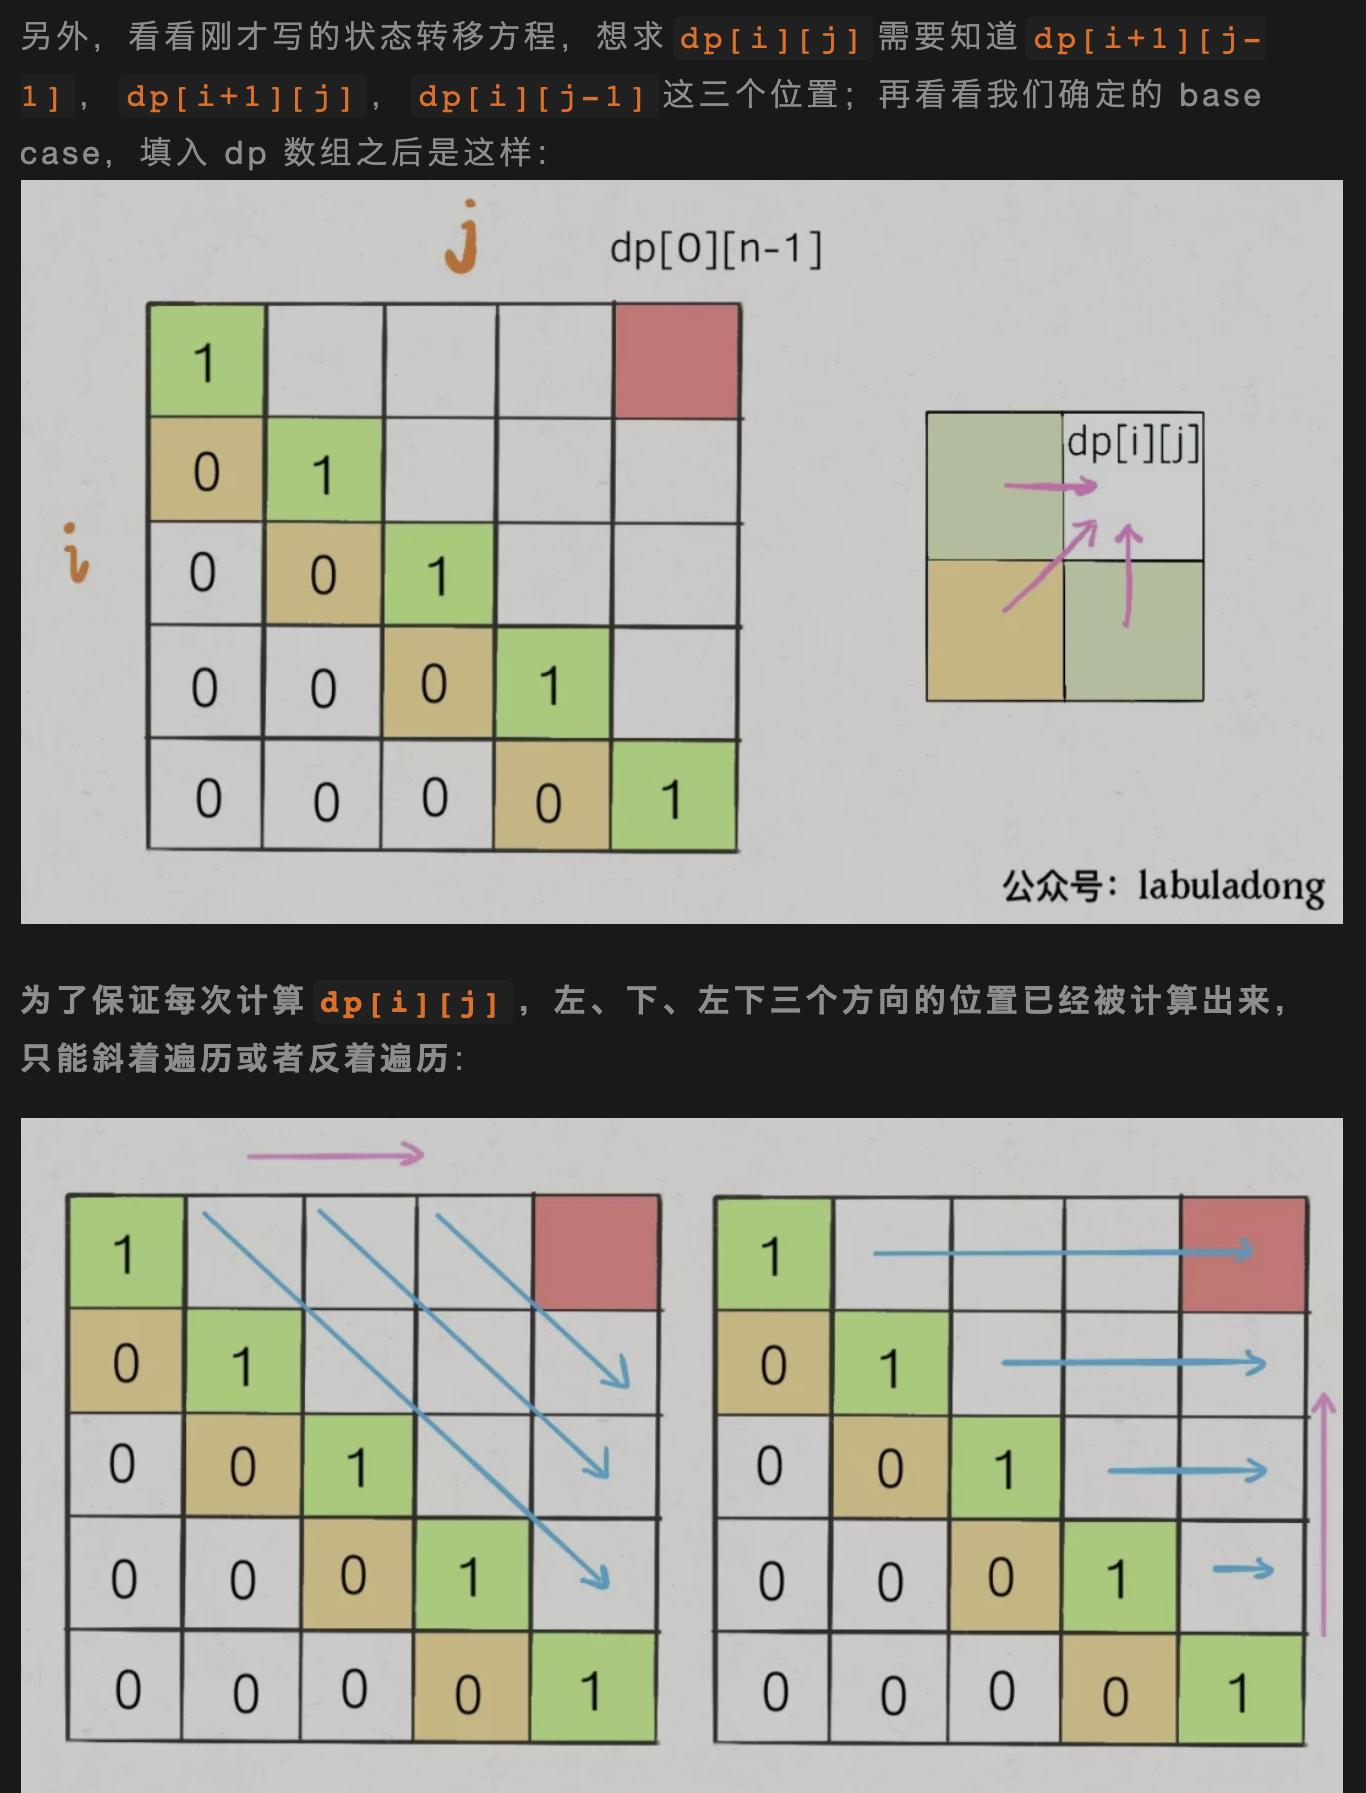 另外，看看刚才写的状态转移方程，想求 dp[i][j] 需要知道 dp[i+1][j-
1]，dp[i+1][j]，dp[i][j-1] 这三个位置；再看看我们确定的 base
case，填入 dp 数组之后是这样：
j
dp[0][n-1]
1
0 1
dp[i][j]
i
0 0 1
0 0 0 1
0 0 0 0 1
公众号：labuladong
为了保证每次计算 dp[i][j]，左、下、左下三个方向的位置已经被计算出来，
只能斜着遍历或者反着遍历：
1
0 1
0 0 1
0 0 0 1
0 0 0 0 1
1
0 1
0 0 1
0 0 0 1
0 0 0 0 1